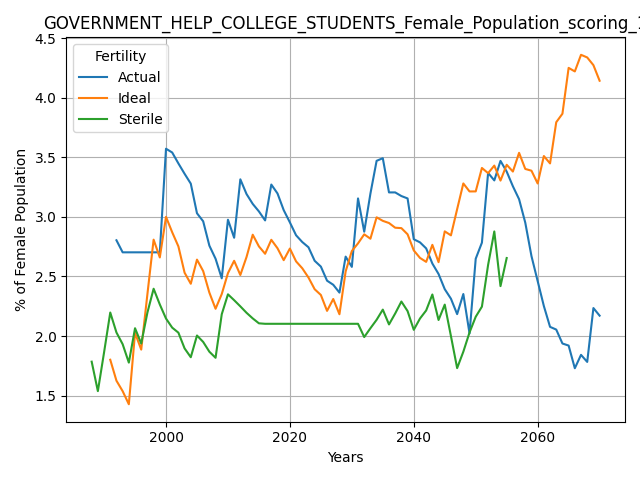 GOVERNMENT_HELP_COLLEGE_STUDENTS_Female_Population_scoring_
Fertility
Actual
Ideal
Sterile
% of Female Population
4.5
4.0
3.5
3.0
2.5
2.0
1.5
2000
2020
2040
2060
Years